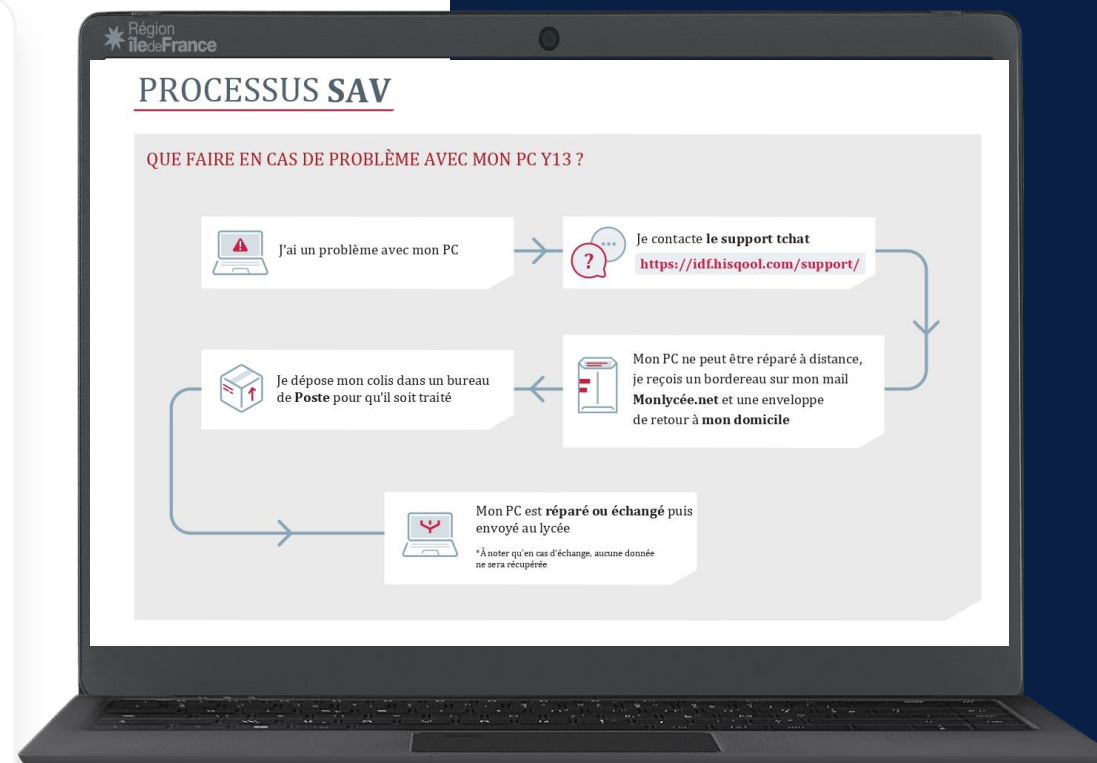 Région
îledeFrance
PROCESSUS SAV
QUE FAIRE EN CAS DE PROBLÈME AVEC MON PC Y13 ?
J'ai un problème avec mon PC
Je contacte le support tchat
https://idf.hisqool.com/support/
Mon PC ne peut être réparé à distance,
je reçois un bordereau sur mon mail
Monlycée.net et une enveloppe
de retour à mon domicile
Je dépose mon colis dans un bureau
de Poste pour qu'il soit traité
Mon PC est réparé ou échangé puis
envoyé au lycée
*À noter qu'en cas d'échange, aucune donnée
ne sera récupérée